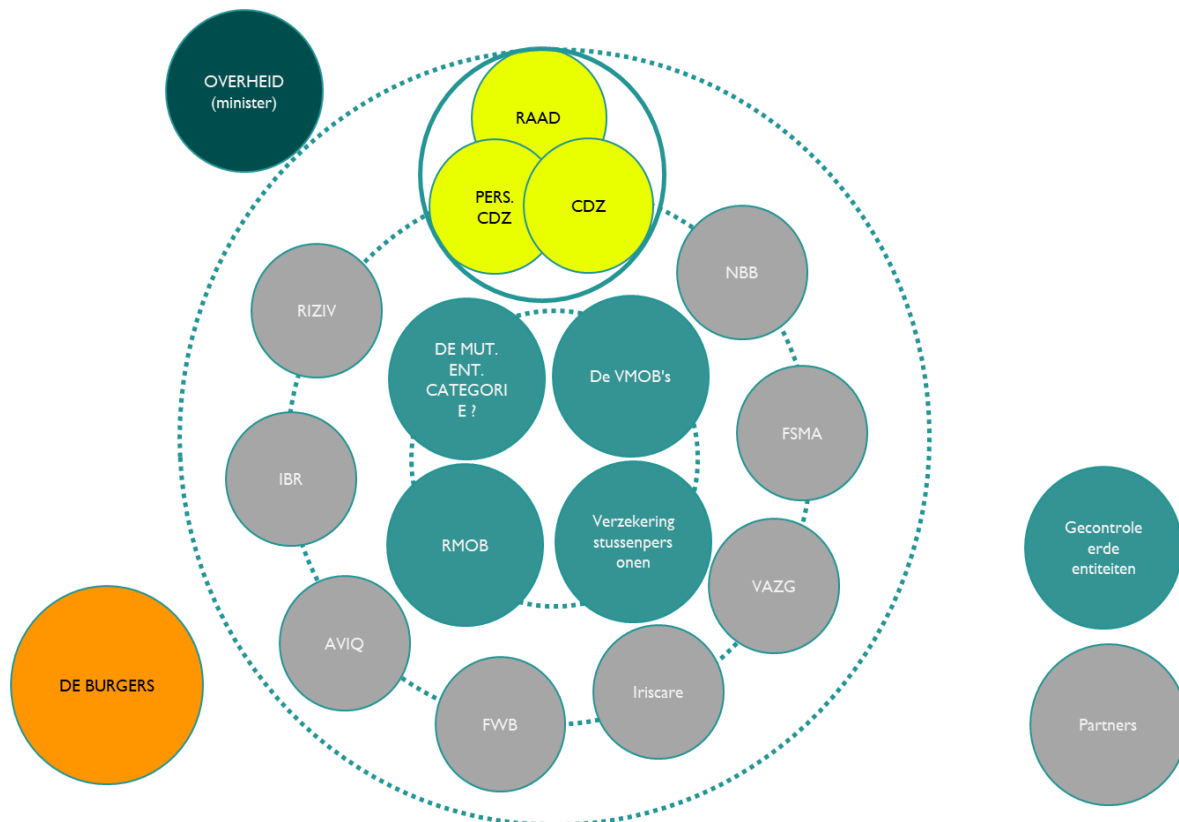 OVERHEID
(minister)
RAAD
PERS.
CDZ
CDZ
NBB
RIZIV
DE MUT.
ENT.
CATEGORI
E ?
De VMOB's
FSMA
IBR
RMOB
Verzekering
stussenpers
onen
Gecontrole
erde
entiteiten
VAZG
AVIQ
DE BURGERS
Iriscare
FWB
Partners